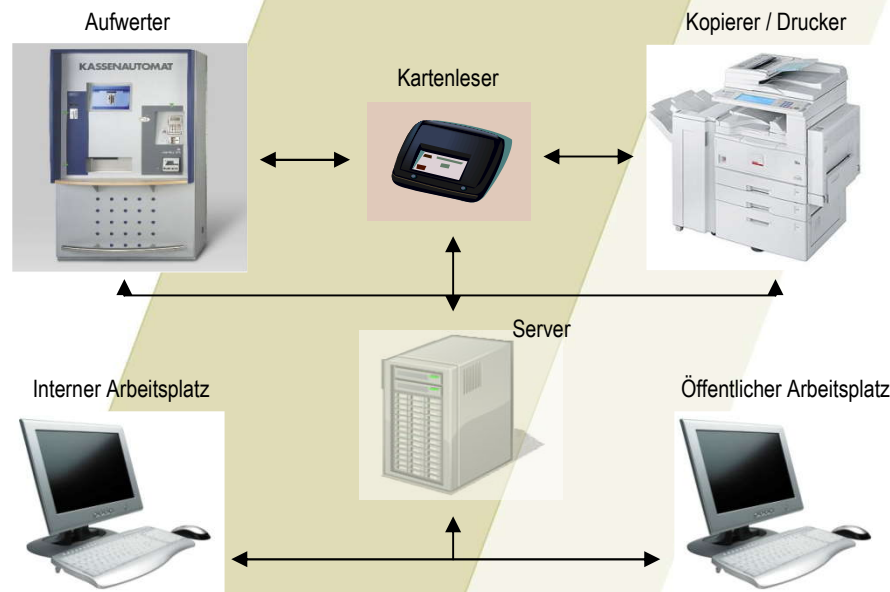 Aufwerter
Kopierer / Drucker
Kartenleser
KASSENAUTOMAT
Server
Interner Arbeitsplatz
Öffentlicher Arbeitsplatz